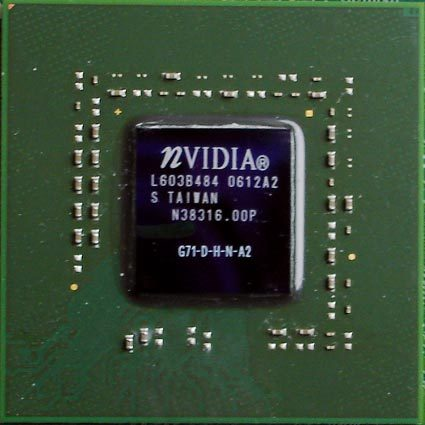 nVIDIA®
L603B484 0612A2
S TAIWAN
N38316.00P
G71-D-H-N-A2